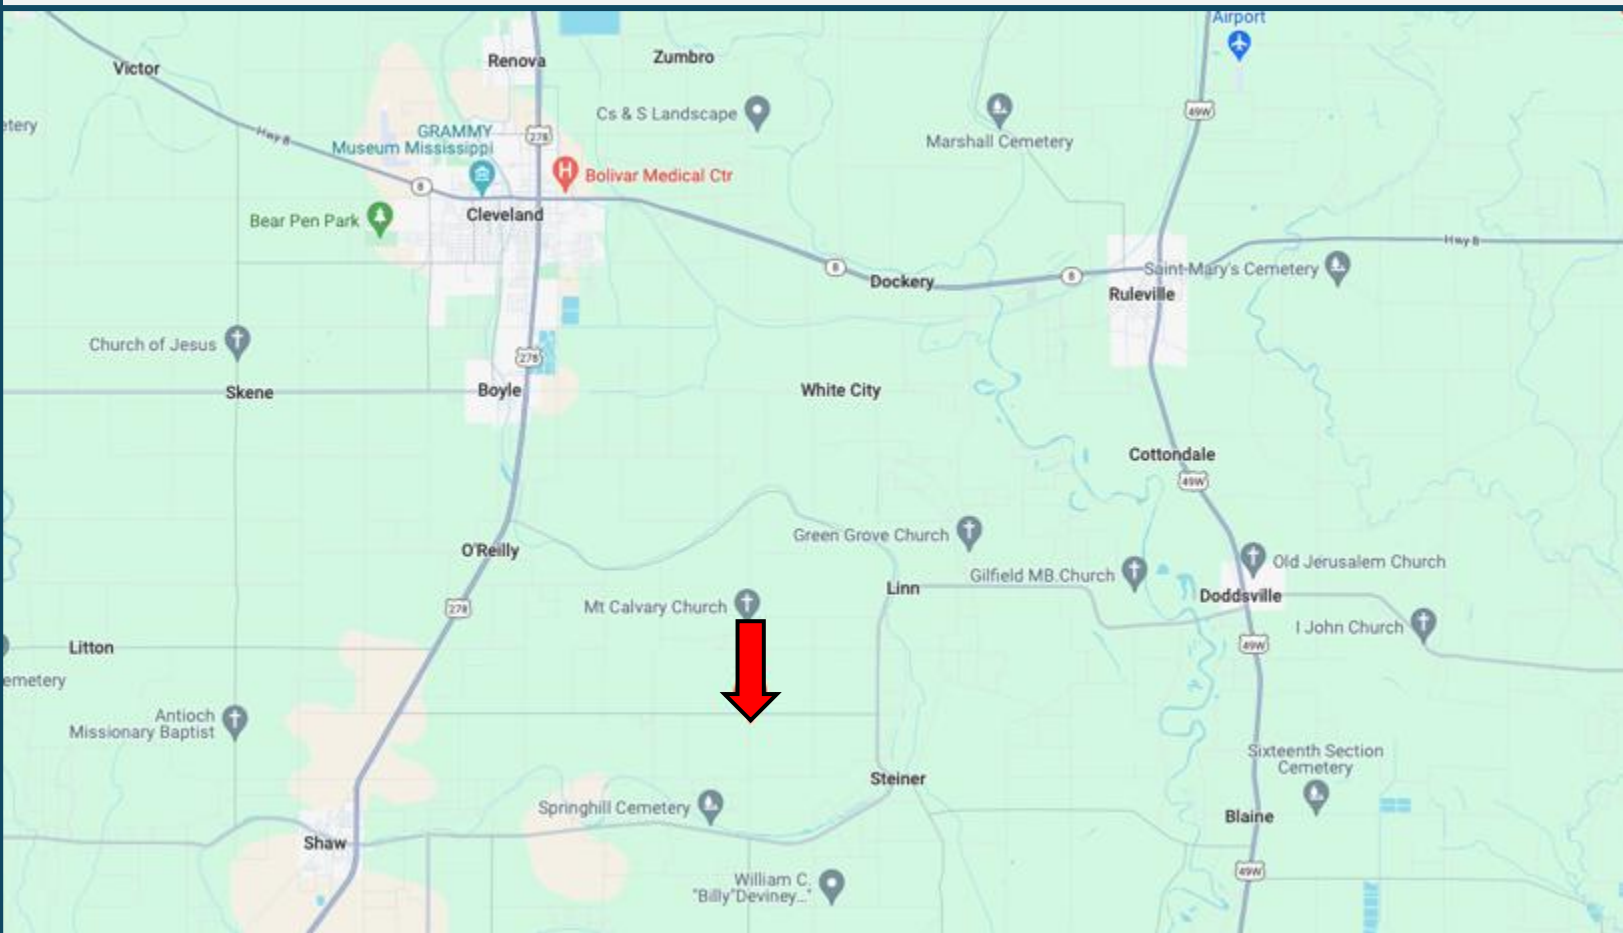 Airport
Renova
Zumbro
Victor
Cs & S Landscape
49W
etery
Hwy 8
GRAMMY
Museum Mississippi
278
Marshall Cemetery
Bolivar Medical Ctr
8
Bear Pen Park
Cleveland
Hwy 8
8
Dockery
8
Saint-Mary's Cemetery
Ruleville
Church of Jesus
278
Skene
Boyle
White City
Cottondale
49W
Green Grove Church
O'Reilly
Old Jerusalem Church
Gilfield MB Church
Linn
Doddsville
278
Mt Calvary Church
I John Church
Litton
49W
emetery
Antioch
Missionary Baptist
Sixteenth Section
Cemetery
Steiner
Springhill Cemetery
Blaine
Shaw
49W
William C.
"Billy"Deviney..."